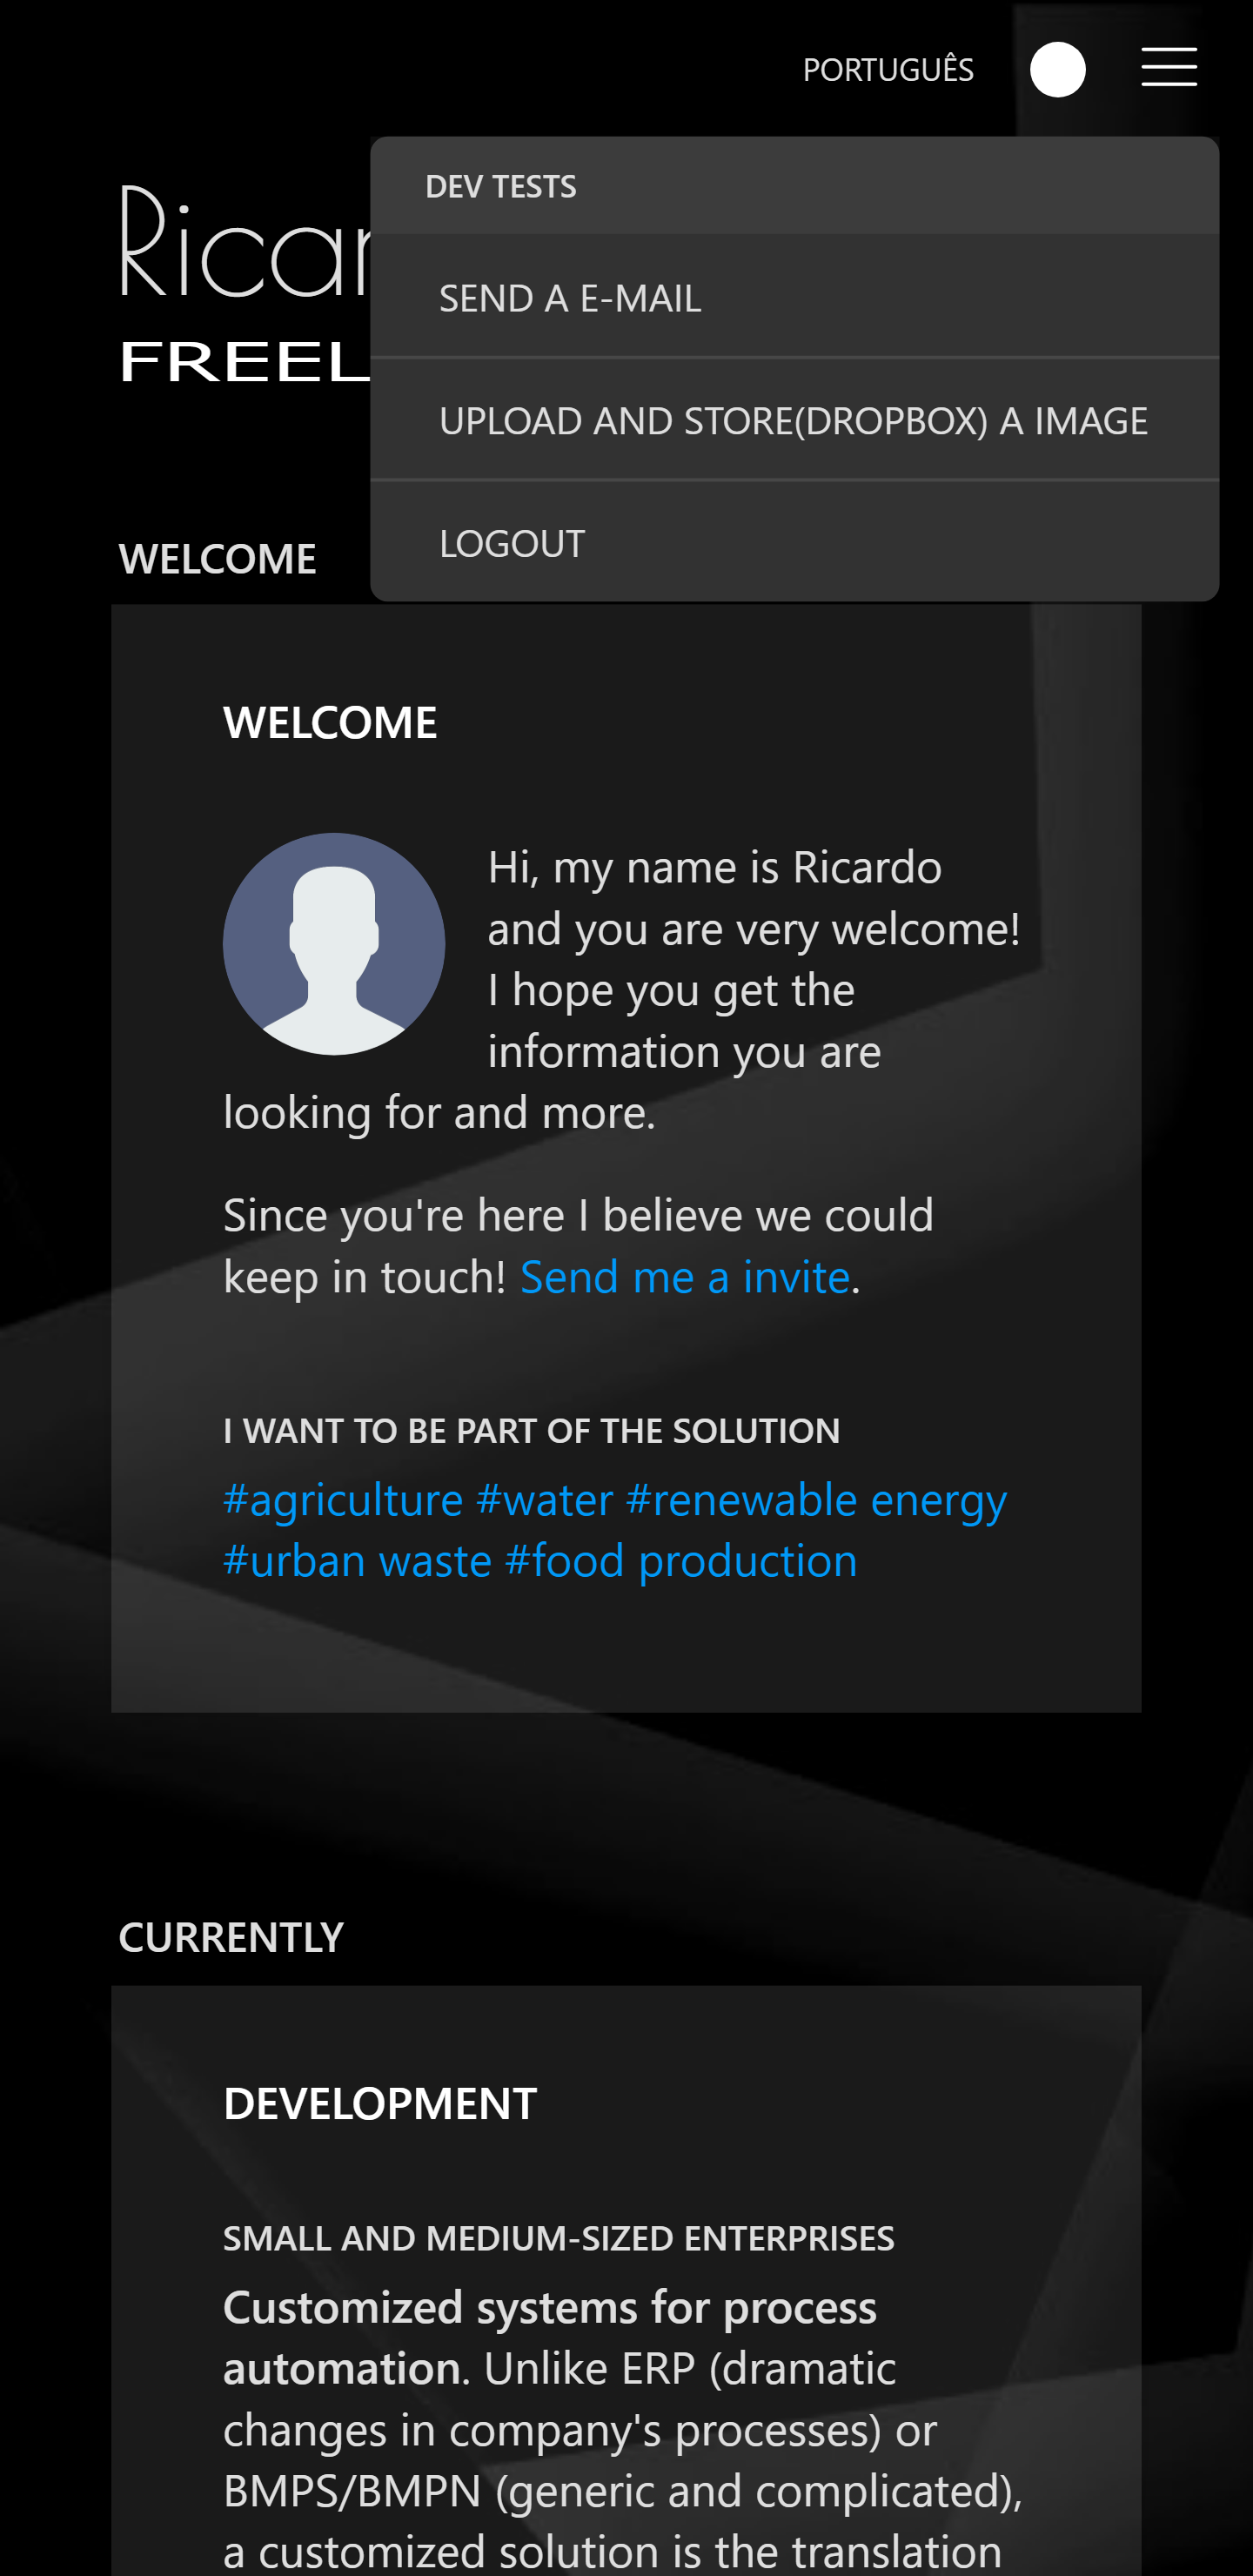 PORTUGUÊS
DEV TESTS
SEND A E-MAIL
UPLOAD AND STORE(DROPBOX) A IMAGE
LOGOUT
WELCOME
WELCOME
Hi, my name is Ricardo
and you are very welcome!
I hope you get the
information you are
looking for and more.
Since you're here I believe we could
keep in touch! Send me a invite.
I WANT TO BE PART OF THE SOLUTION
#agriculture #water #renewable energy
#urban waste #food production
CURRENTLY
DEVELOPMENT
SMALL AND MEDIUM-SIZED ENTERPRISES
Customized systems for process
automation. Unlike ERP (dramatic
changes in company's processes) or
BMPS/BMPN (generic and complicated),
a customized solution is the translation